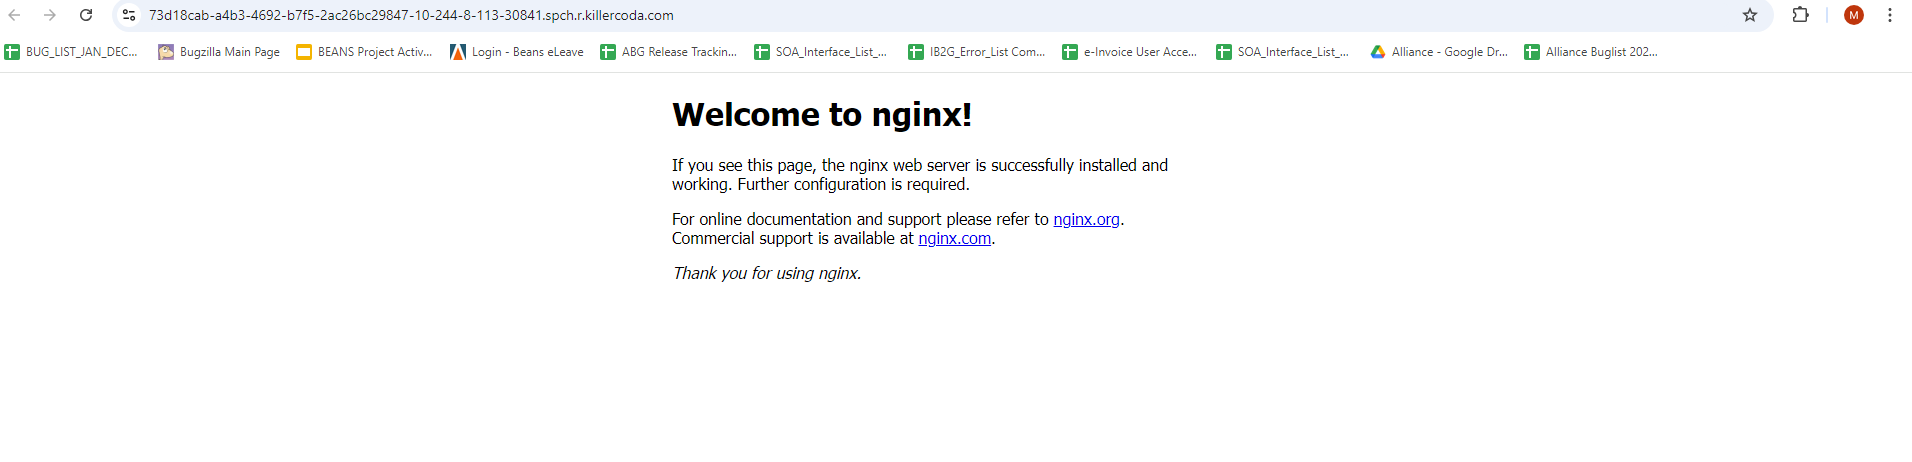 73d18cab-a4b3-4692-b7f5-2ac26bc29847-10-244-8-113-30841.spch.r.killercoda.com
M
BUG_LIST_JAN_DEC...
Bugzilla Main Page
BEANS Project Activ...
Login - Beans eLeave
ABG Release Trackin...
SOA_Interface_List_...
IB2G_Error_List Com...
e-Invoice User Acce...
SOA_Interface_List_...
Alliance - Google Dr...
Alliance Buglist 202...
Welcome to nginx!
If you see this page, the nginx web server is successfully installed and
working. Further configuration is required.
For online documentation and support please refer to nginx.org.
Commercial support is available at nginx.com.
Thank you for using nginx.